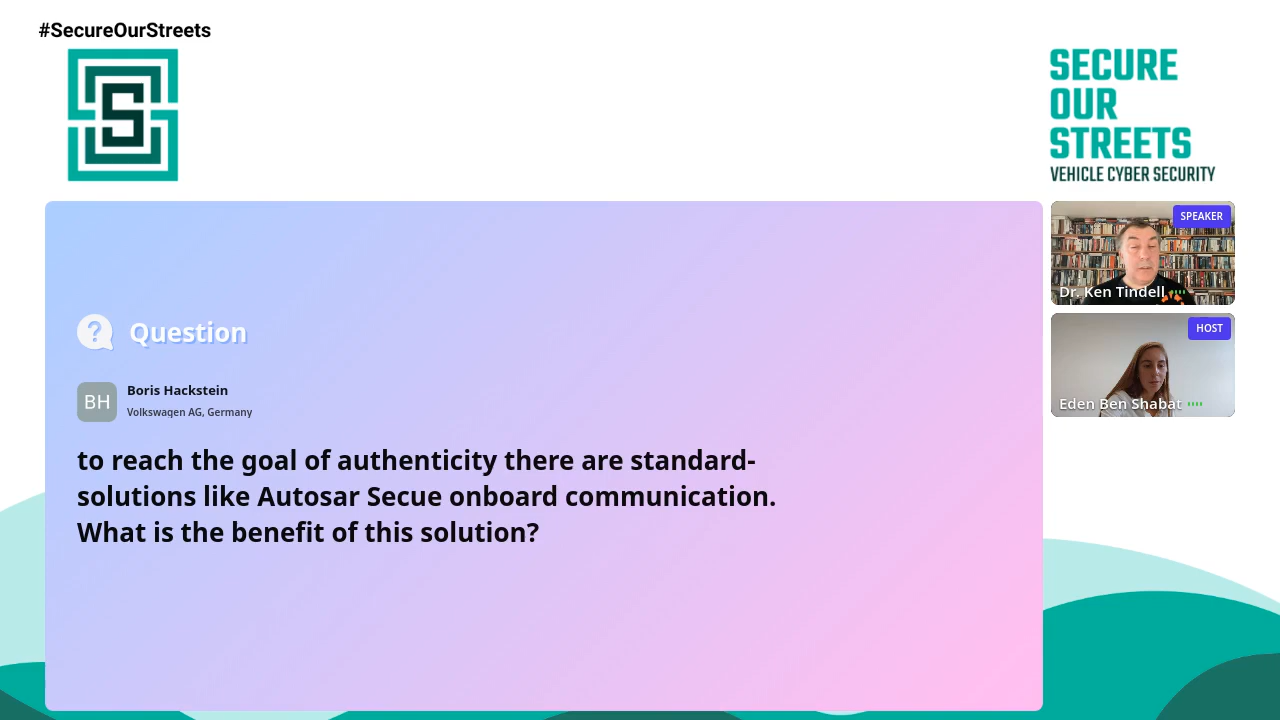 #SecureOurStreets
S
SECURE
OUR
STREETS
VEHICLE CYBER SECURITY
SPEAKER
Dr. Ken Tindell
HOST
Eden Ben Shabat
? Question
BH
Boris Hackstein
Volkswagen AG, Germany
to reach the goal of authenticity there are standard-
solutions like Autosar Secue onboard communication.
What is the benefit of this solution?